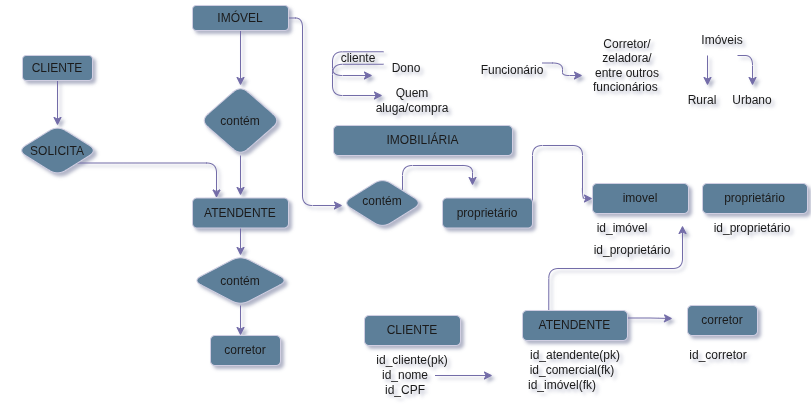 IMÓVEL
CLIENTE
contém
SOLICITA
ATENDENTE
contém
corretor
cliente
Dono
Quem
aluga/compra
Funcionário
Corretor/
zeladora/
entre outros
funcionários
Imóveis
Rural
Urbano
IMOBILIÁRIA
contém
proprietário
imovel
id_imóvel
id_proprietário
proprietário
id_proprietário
CLIENTE
id_cliente(pk)
id_nome
id_CPF
ATENDENTE
id_atendente(pk)
id_comercial(fk)
id_imóvel(fk)
corretor
id_corretor